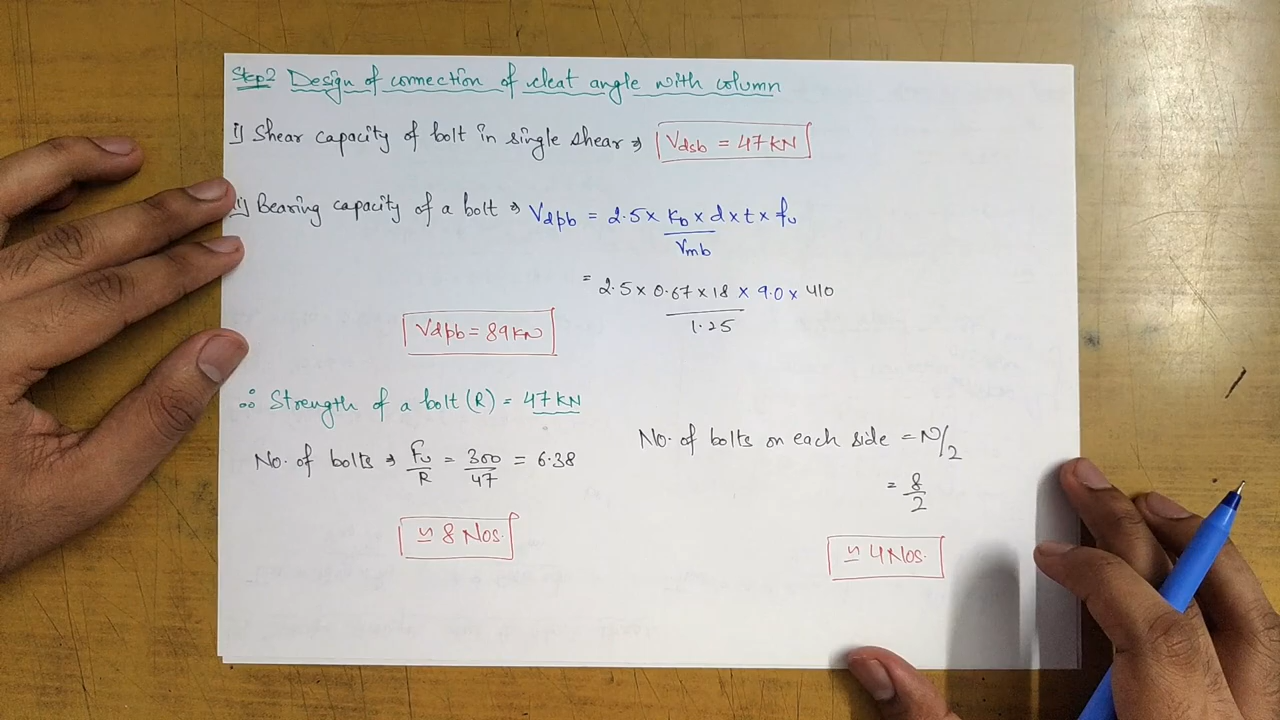 Step2 Design of connection of cleat angle with column
i) Shear capacity of bolt in single shear → Vdsb = 47 KN
ii) Bearing capacity of a bolt → Vdpb = 2.5 × Kb × d × t × fu / γmb
= 2.5 × 0.67 × 18 × 9.0 × 410 / 1.25
Vdpb = 89 KN
∴ Strength of a bolt (R) = 47 KN
No. of bolts → Fu/R = 300/47 = 6.38
≃ 8 Nos.
No. of bolts on each side = N/2
= 8/2
≃ 4 Nos.